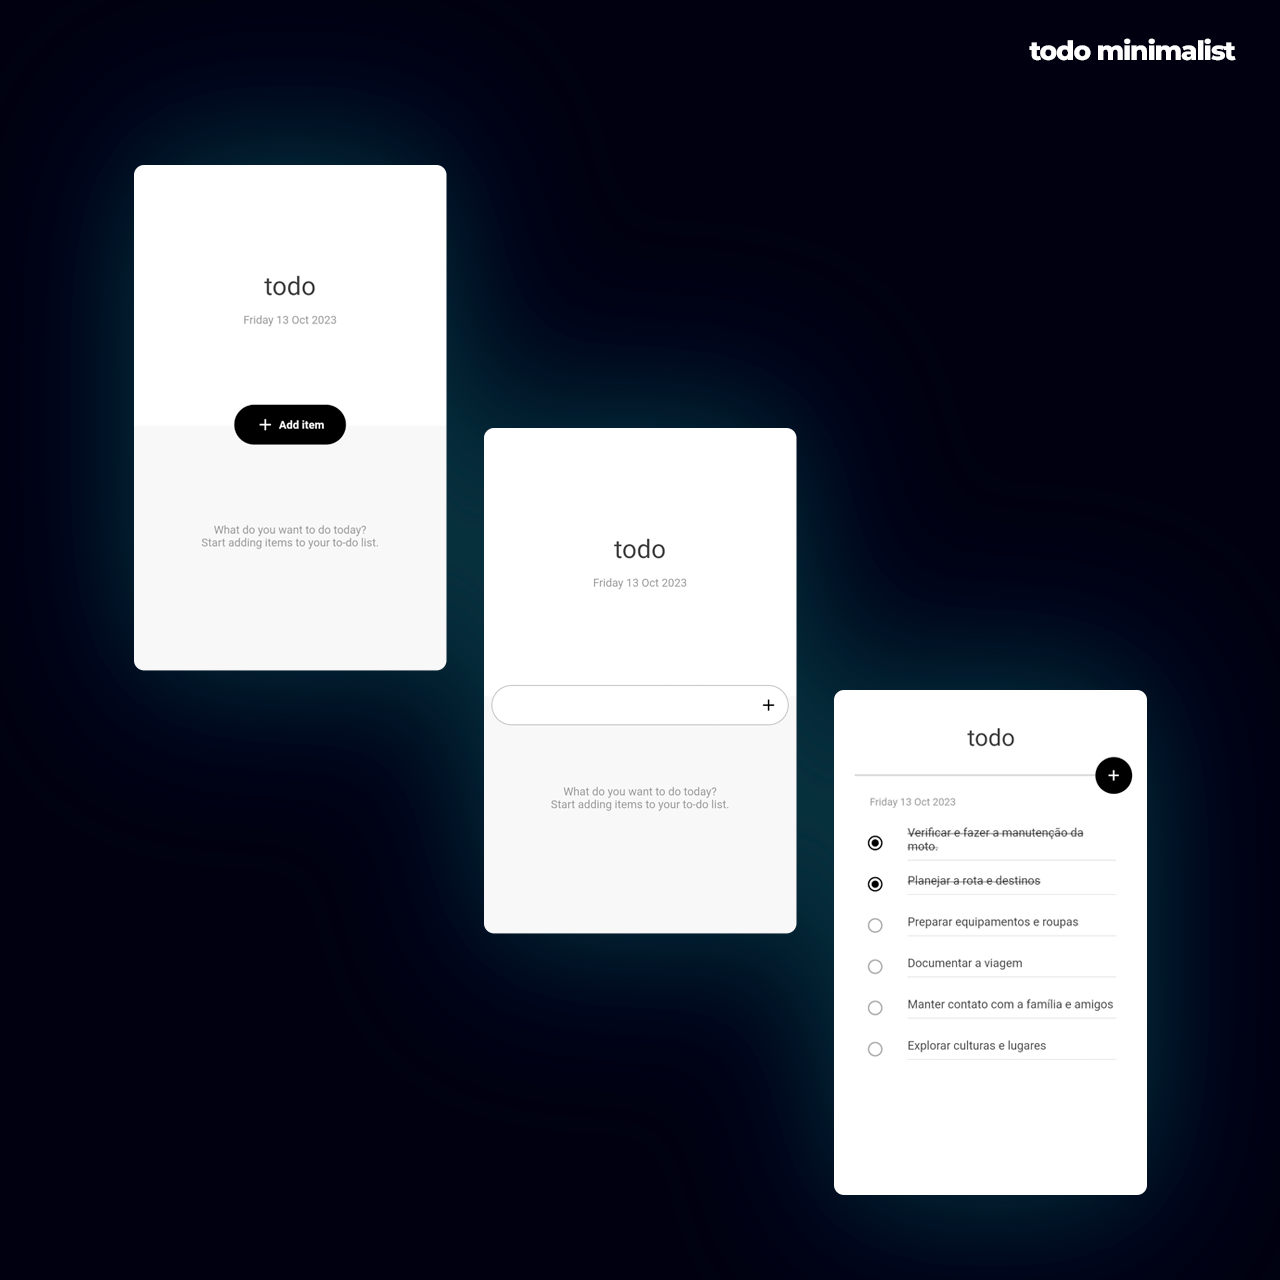 todo minimalist
todo
Friday 13 Oct 2023
Add item
What do you want to do today?
Start adding items to your to-do list.
todo
Friday 13 Oct 2023
What do you want to do today?
Start adding items to your to-do list.
todo
Friday 13 Oct 2023
Verificar e fazer a manutenção da
moto.
Planejar a rota e destinos
Preparar equipamentos e roupas
Documentar a viagem
Manter contato com a família e amigos
Explorar culturas e lugares